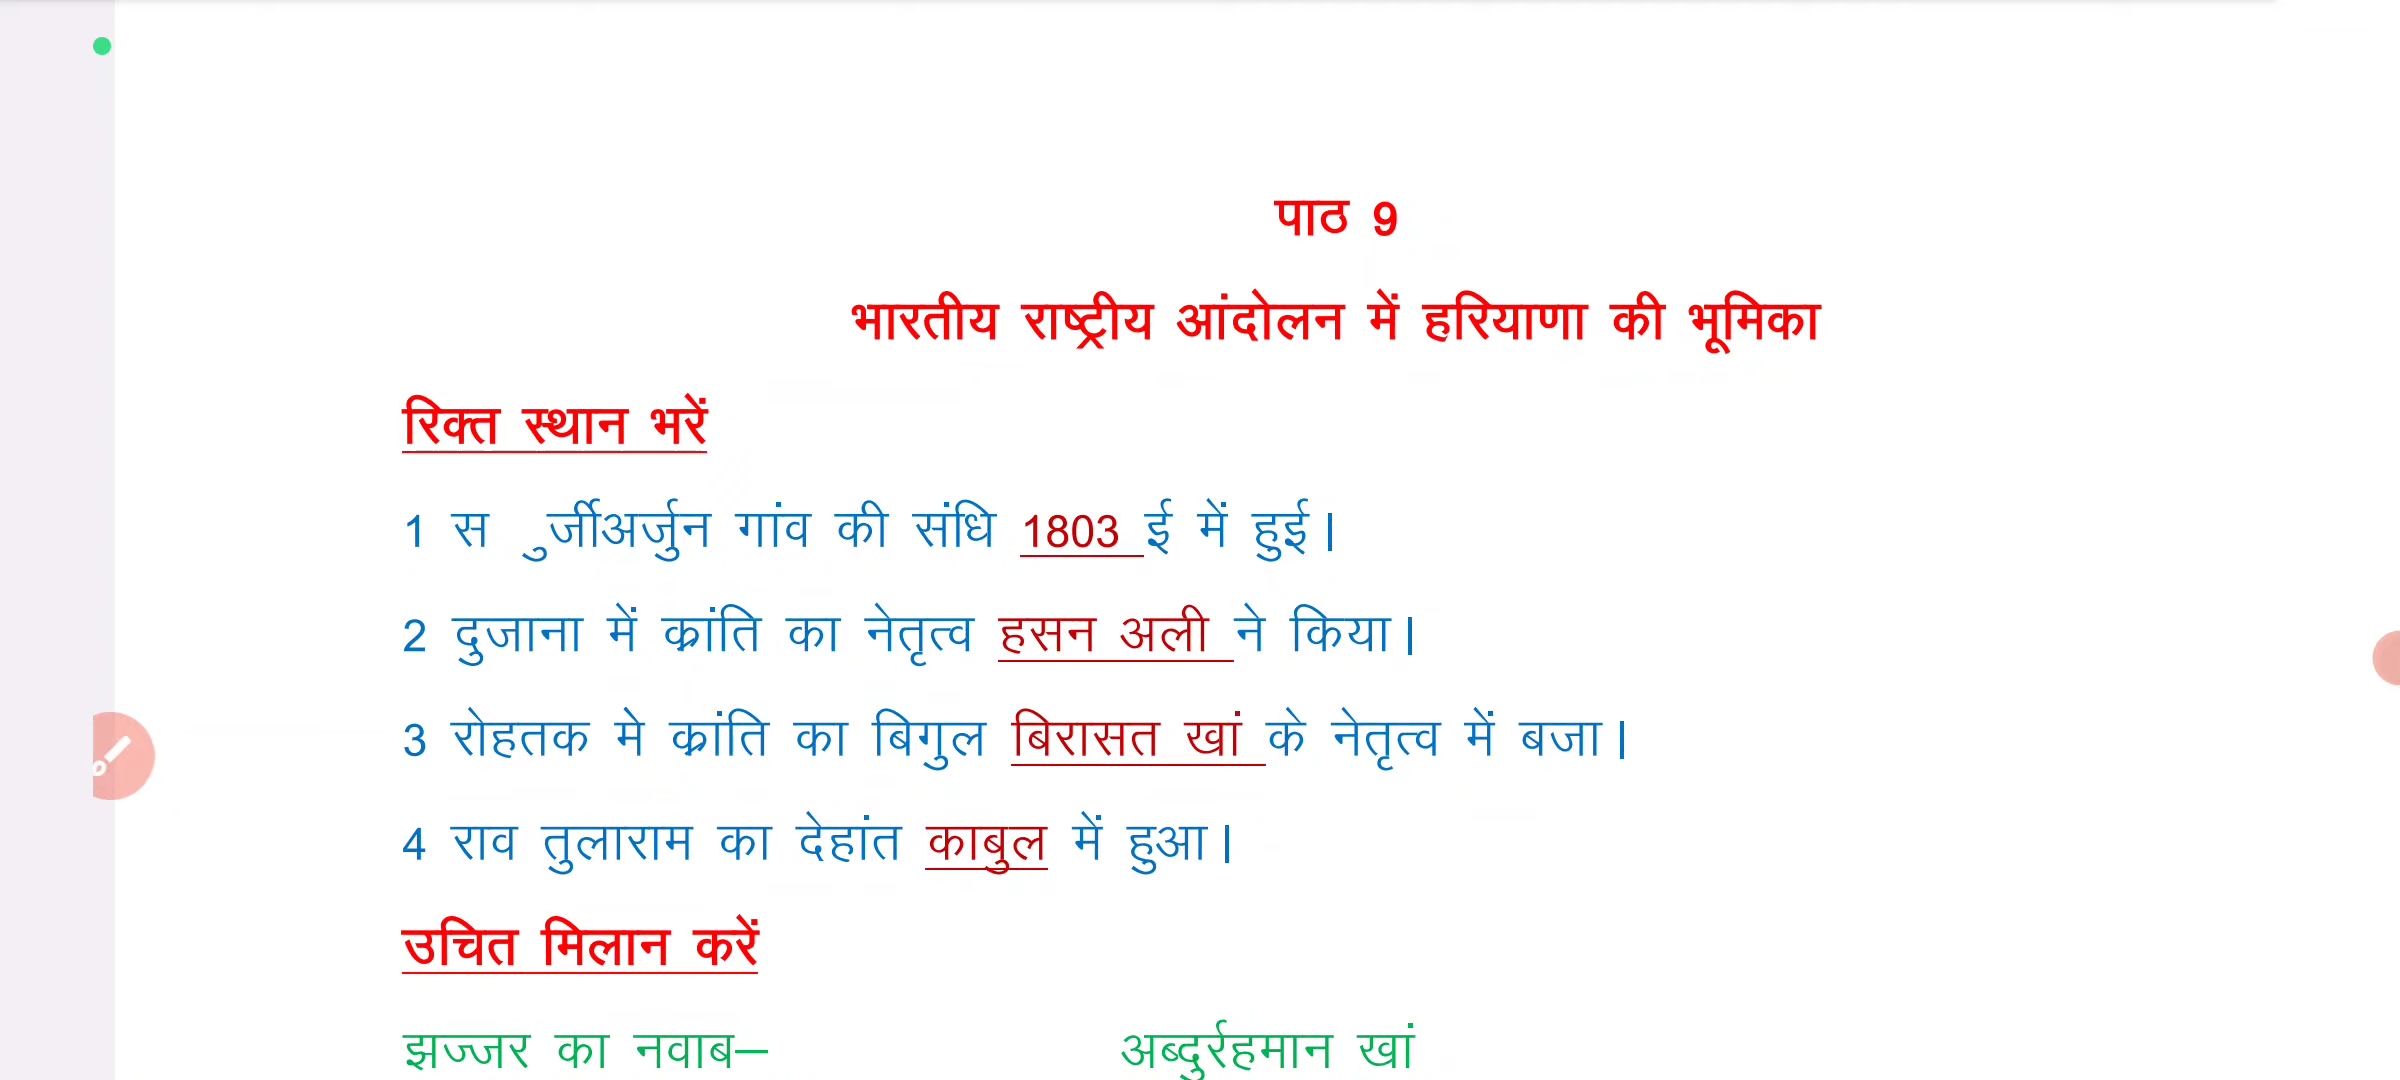 पाठ 9
भारतीय राष्ट्रीय आंदोलन में हरियाणा की भूमिका
रिक्त स्थान भरें
1 स ुर्जीअर्जुन गांव की संधि 1803 ई में हुई।
2 दुजाना में क्रांति का नेतृत्व हसन अली ने किया।
3 रोहतक मे क्रांति का बिगुल बिरासत खां के नेतृत्व में बजा।
4 राव तुलाराम का देहांत काबुल में हुआ।
उचित मिलान करें
झज्जर का नवाब— अब्दुर्रहमान खां